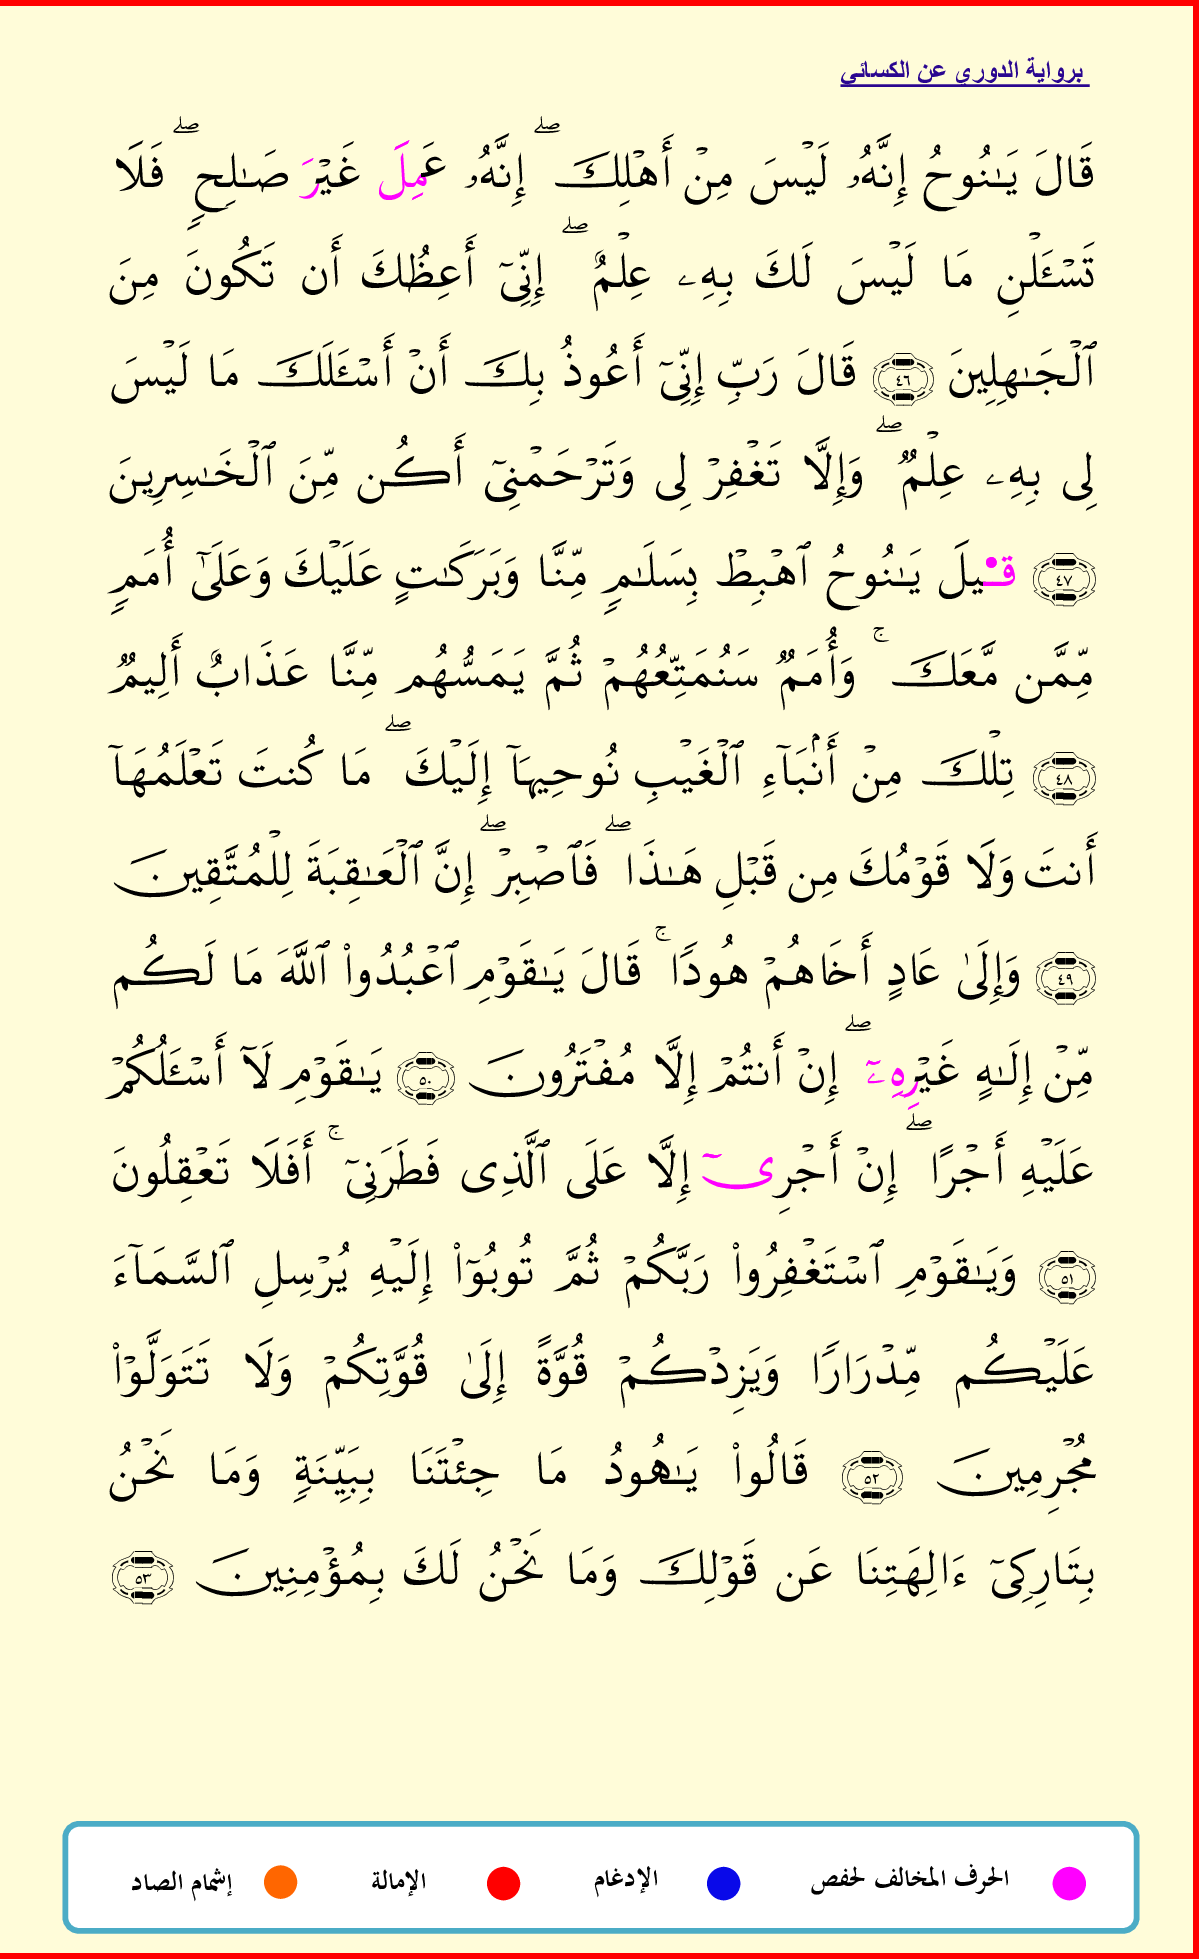 برواية الدوري عن الكسائي
قَالَ يَـٰنُوحُ إِنَّهُۥ لَيْسَ مِنْ أَهْلِكَ ۖ إِنَّهُۥ عَمِلَ غَيْرَ صَـٰلِحٍ ۖ فَلَا
تَسْـَٔلْنِ مَا لَيْسَ لَكَ بِهِۦ عِلْمٌ ۖ إِنِّىٓ أَعِظُكَ أَن تَكُونَ مِنَ
ٱلْجَـٰهِلِينَ ٤٦ قَالَ رَبِّ إِنِّىٓ أَعُوذُ بِكَ أَنْ أَسْـَٔلَكَ مَا لَيْسَ
لِى بِهِۦ عِلْمٌ ۖ وَإِلَّا تَغْفِرْ لِى وَتَرْحَمْنِىٓ أَكُن مِّنَ ٱلْخَـٰسِرِينَ
٤٧ قِيلَ يَـٰنُوحُ ٱهْبِطْ بِسَلَـٰمٍ مِّنَّا وَبَرَكَـٰتٍ عَلَيْكَ وَعَلَىٰٓ أُمَمٍ
مِّمَّن مَّعَكَ ۚ وَأُمَمٌ سَنُمَتِّعُهُمْ ثُمَّ يَمَسُّهُم مِّنَّا عَذَابٌ أَلِيمٌ
٤٨ تِلْكَ مِنْ أَنۢبَآءِ ٱلْغَيْبِ نُوحِيهَآ إِلَيْكَ ۖ مَا كُنتَ تَعْلَمُهَآ
أَنتَ وَلَا قَوْمُكَ مِن قَبْلِ هَـٰذَا ۖ فَٱصْبِرْ ۖ إِنَّ ٱلْعَـٰقِبَةَ لِلْمُتَّقِينَ
٤٩ وَإِلَىٰ عَادٍ أَخَاهُمْ هُودًا ۚ قَالَ يَـٰقَوْمِ ٱعْبُدُوا۟ ٱللَّهَ مَا لَكُم
مِّنْ إِلَـٰهٍ غَيْرِهِۦٓ ۖ إِنْ أَنتُمْ إِلَّا مُفْتَرُونَ ٥٠ يَـٰقَوْمِ لَآ أَسْـَٔلُكُمْ
عَلَيْهِ أَجْرًا ۖ إِنْ أَجْرِىٓ إِلَّا عَلَى ٱلَّذِى فَطَرَنِىٓ ۚ أَفَلَا تَعْقِلُونَ
٥١ وَيَـٰقَوْمِ ٱسْتَغْفِرُوا۟ رَبَّكُمْ ثُمَّ تُوبُوٓا۟ إِلَيْهِ يُرْسِلِ ٱلسَّمَآءَ
عَلَيْكُم مِّدْرَارًا وَيَزِدْكُمْ قُوَّةً إِلَىٰ قُوَّتِكُمْ وَلَا تَتَوَلَّوْا۟
مُجْرِمِينَ ٥٢ قَالُوا۟ يَـٰهُودُ مَا جِئْتَنَا بِبَيِّنَةٍ وَمَا نَحْنُ
بِتَارِكِىٓ ءَالِهَتِنَا عَن قَوْلِكَ وَمَا نَحْنُ لَكَ بِمُؤْمِنِينَ ٥٣
الحرف المخالف لحفص الإدغام الإمالة إشمام الصاد